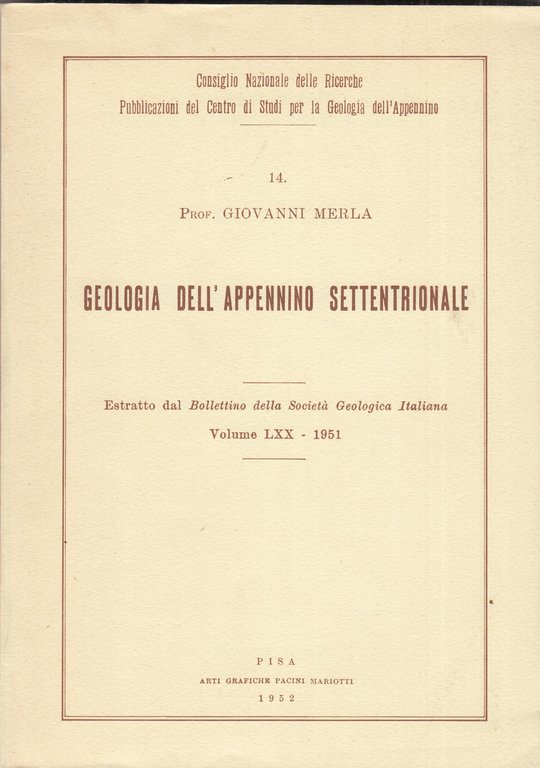 Consiglio Nazionale delle Ricerche
Pubblicazioni del Centro di Studi per la Geologia dell'Appennino
14.
Prof. GIOVANNI MERLA
GEOLOGIA DELL'APPENNINO SETTENTRIONALE
Estratto dal Bollettino della Società Geologica Italiana
Volume LXX - 1951
PISA
ARTI GRAFICHE PACINI MARIOTTI
1952